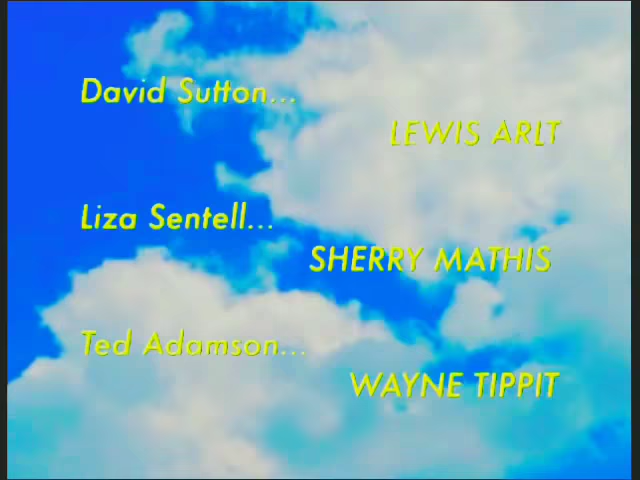 David Sutton...
LEWIS ARLT
Liza Sentell...
SHERRY MATHIS
Ted Adamson...
WAYNE TIPPIT